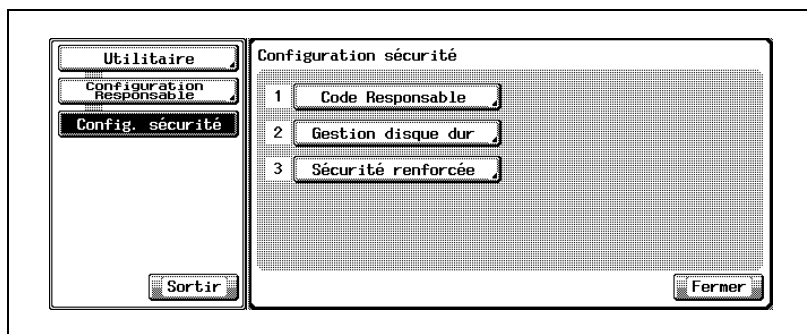 Utilitaire
Configuration
Responsable
Config. sécurité
Sortir
Configuration sécurité
1 Code Responsable
2 Gestion disque dur
3 Sécurité renforcée
Fermer